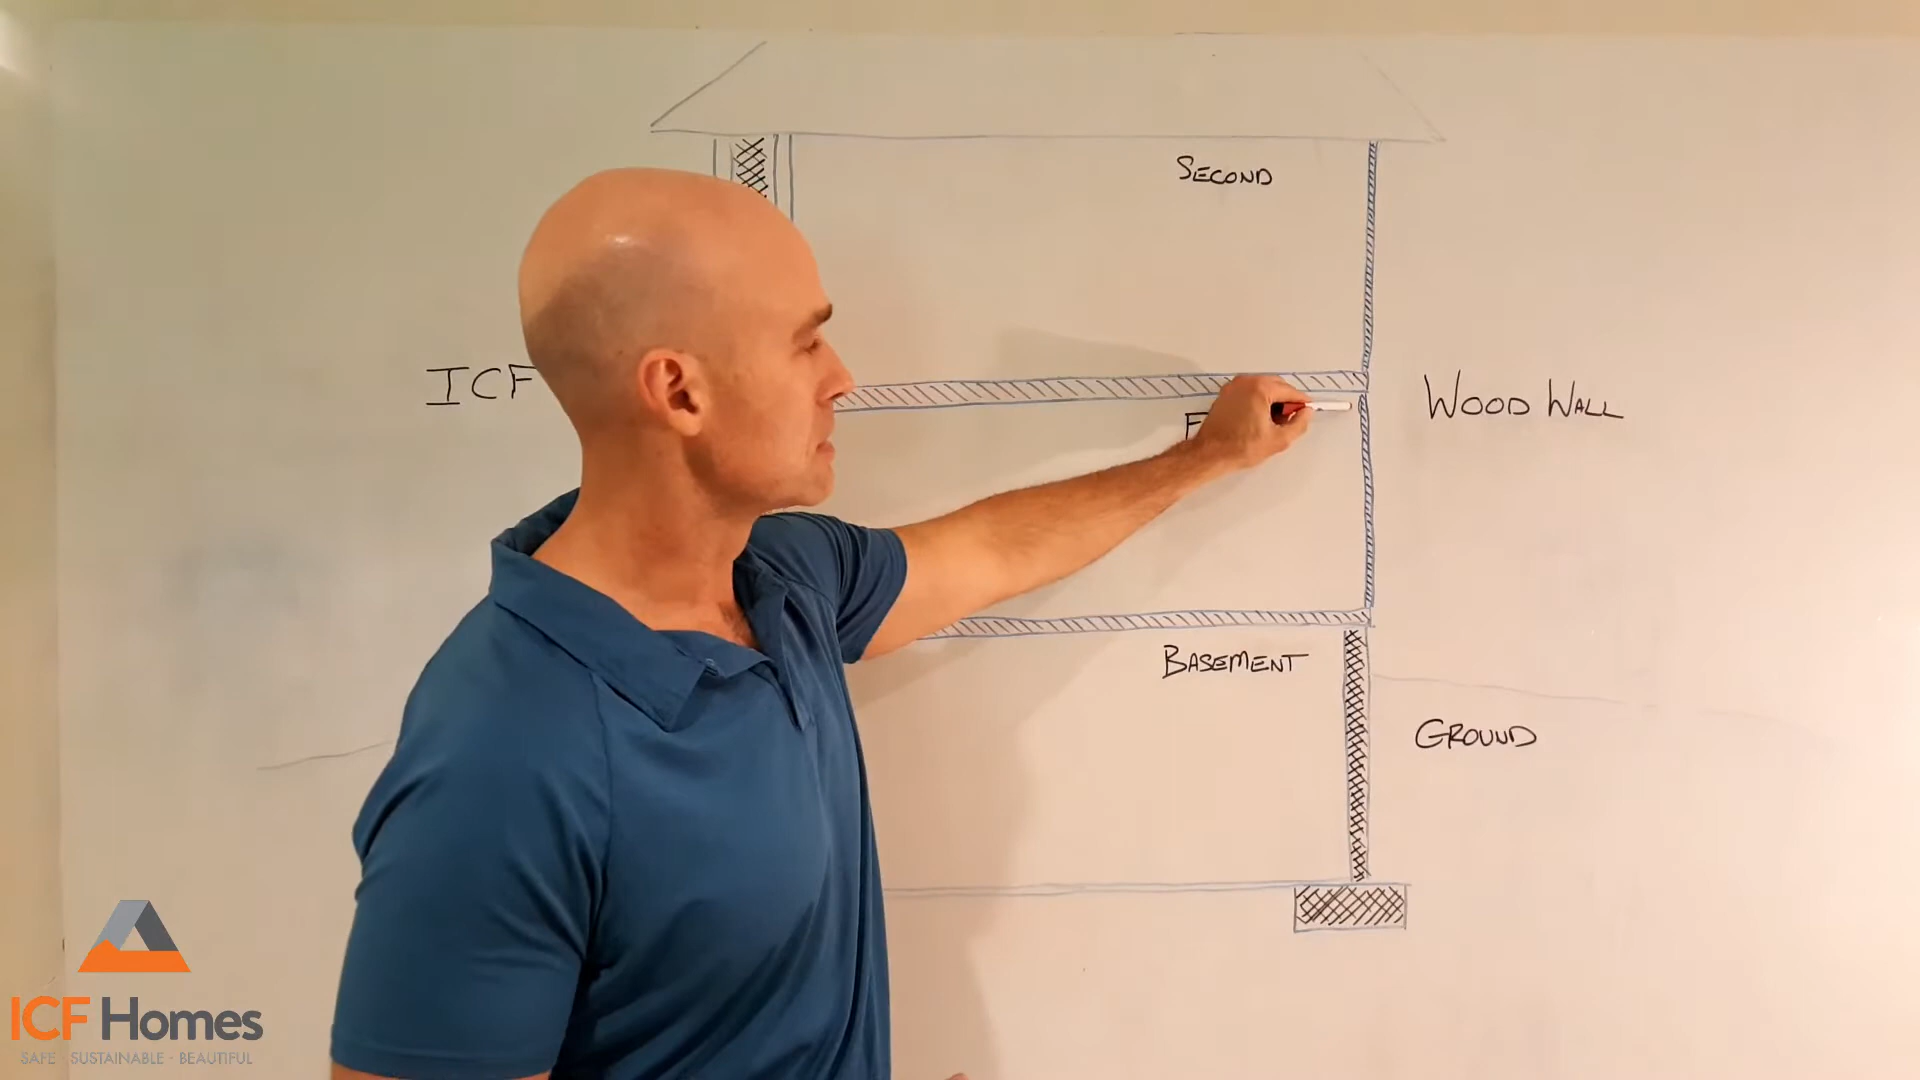 SECOND
ICF
WOOD WALL
F
BASEMENT
GROUND
ICF Homes
SAFE · SUSTAINABLE · BEAUTIFUL